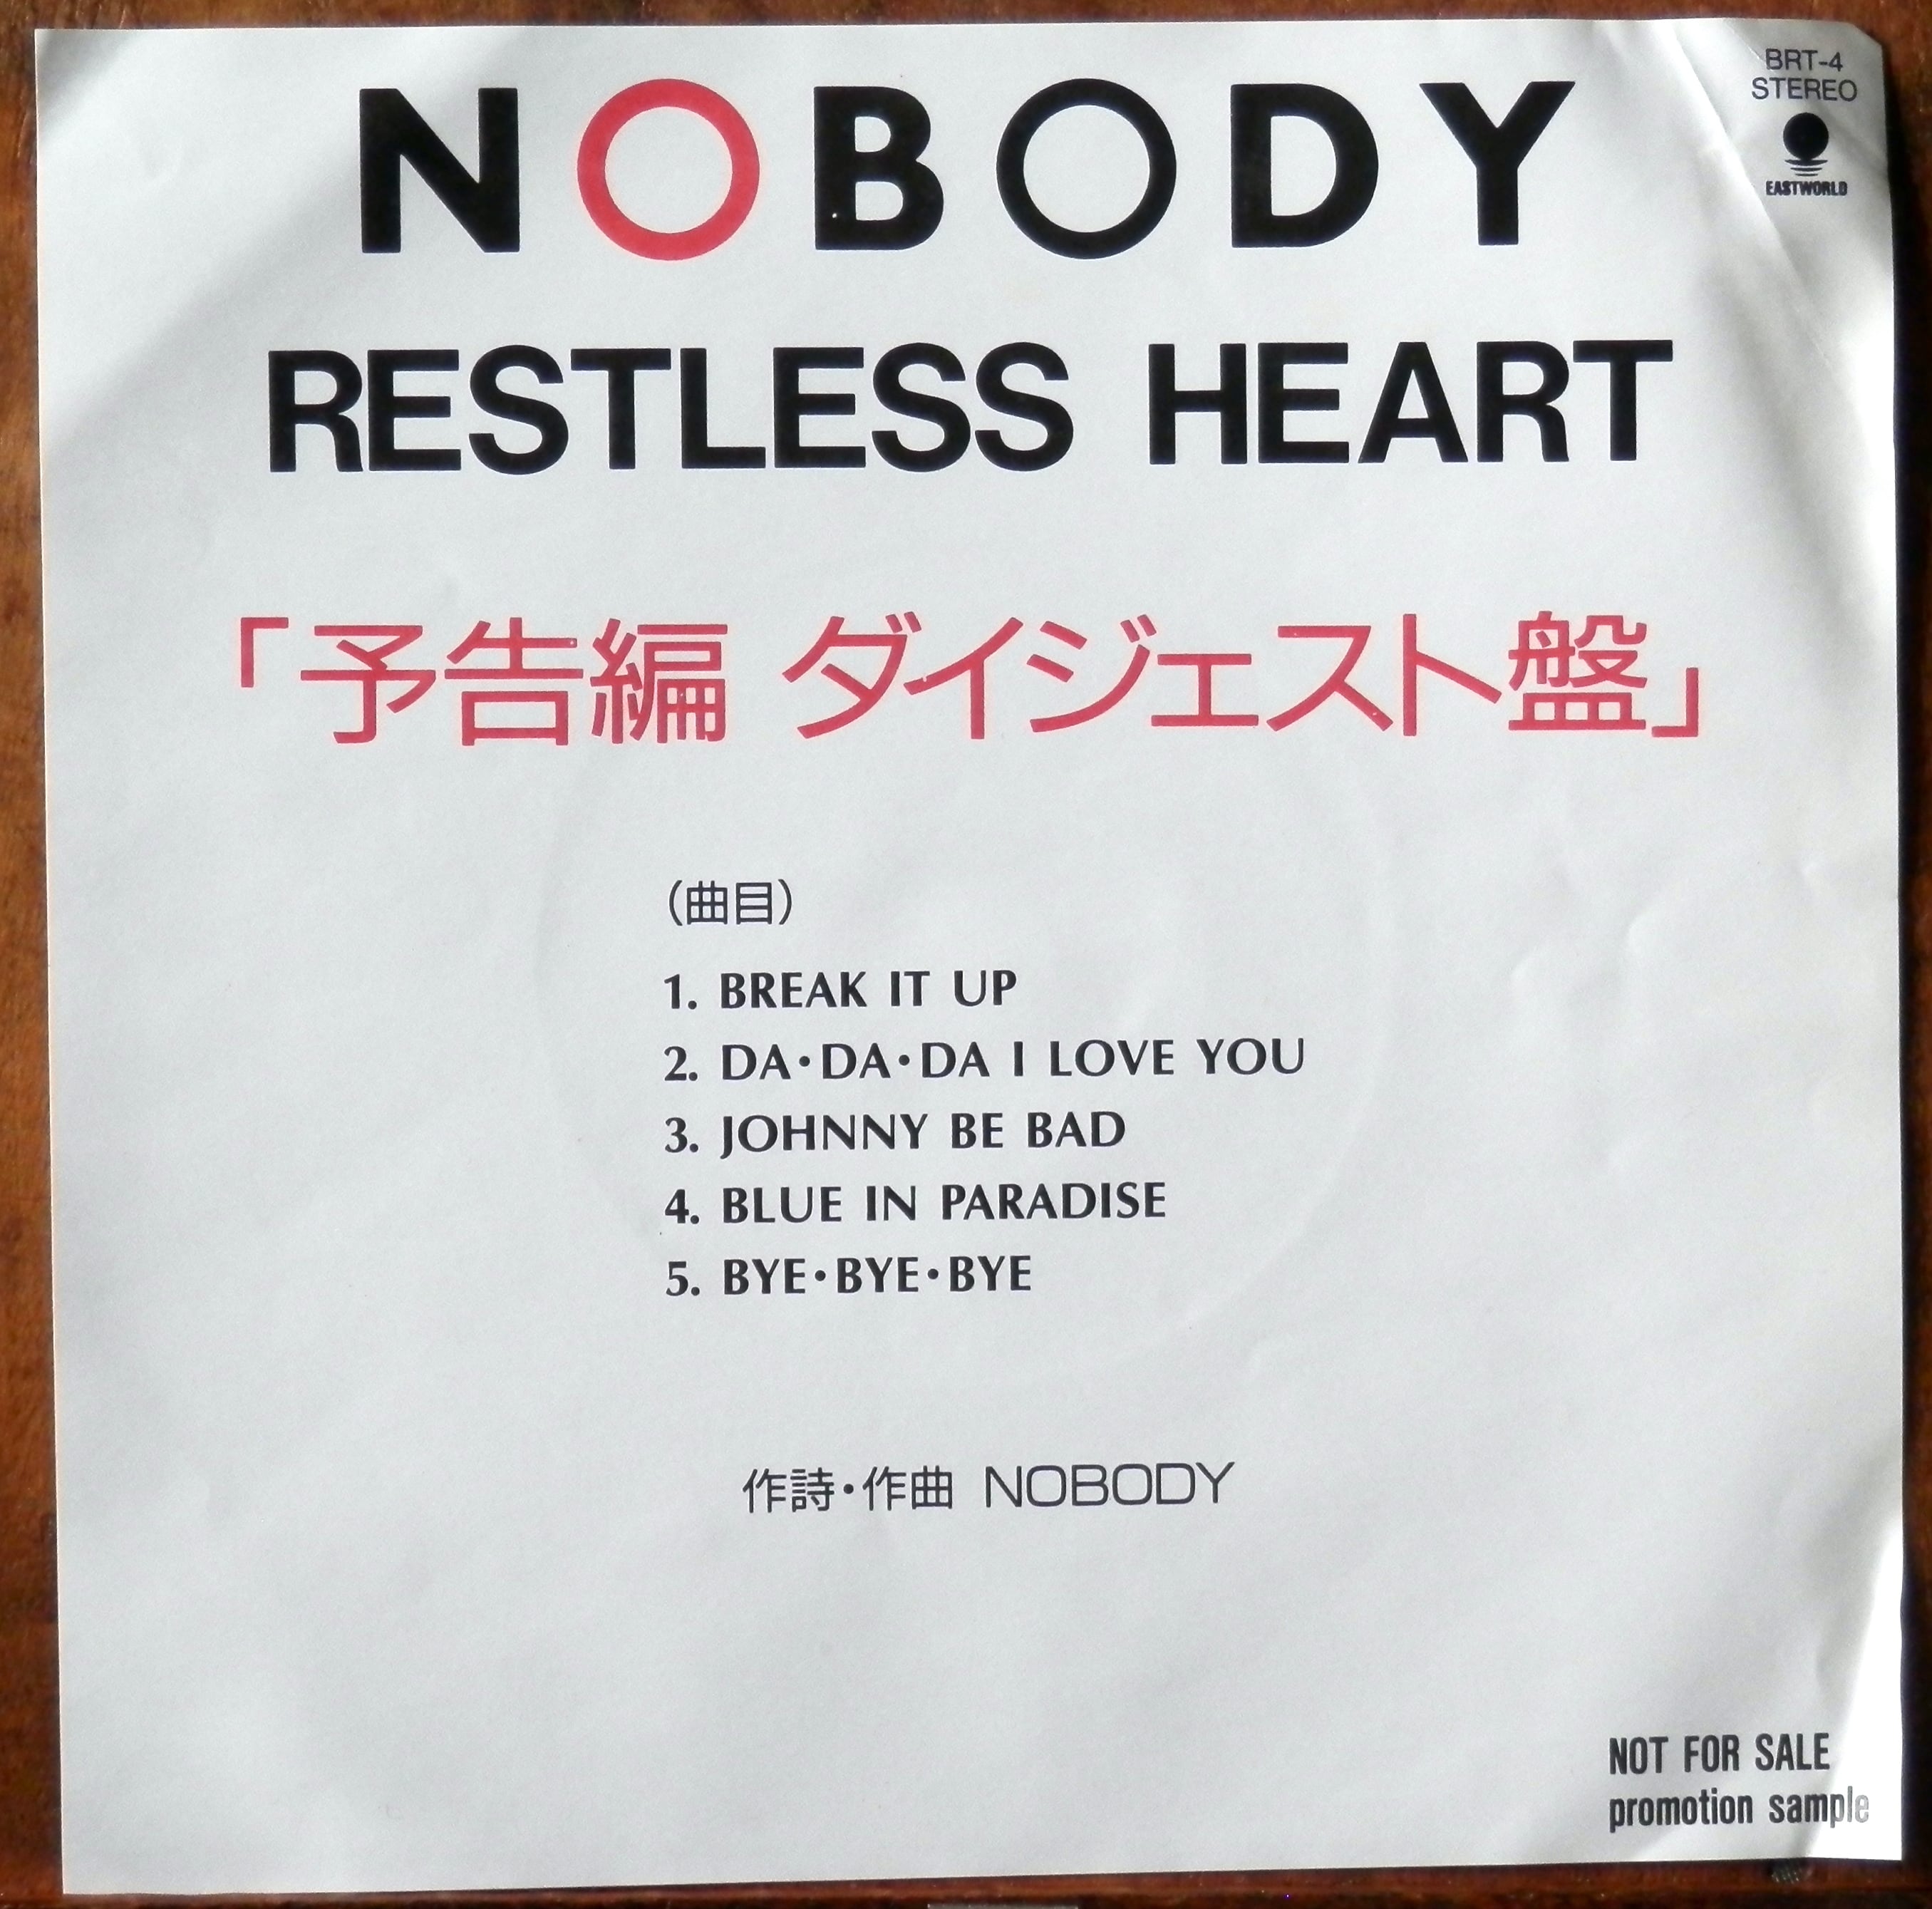 BRT-4
STEREO
EASTWORLD
NOBODY
RESTLESS HEART
「予告編 ダイジェスト盤」
(曲目)
1. BREAK IT UP
2. DA・DA・DA I LOVE YOU
3. JOHNNY BE BAD
4. BLUE IN PARADISE
5. BYE・BYE・BYE
作詩・作曲 NOBODY
NOT FOR SALE
promotion sample